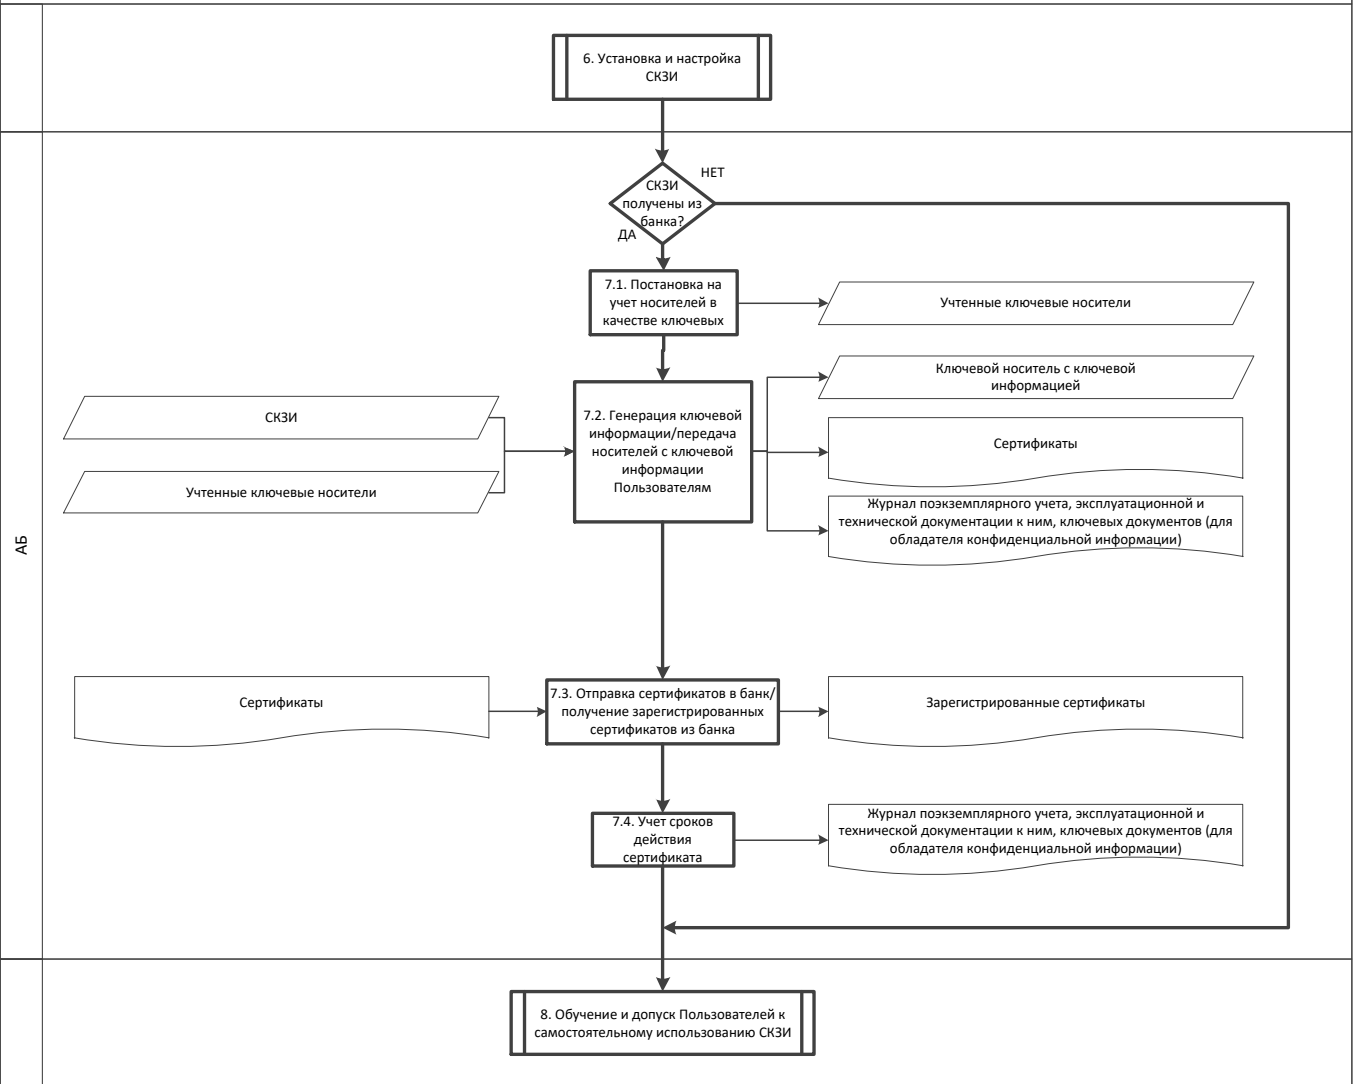 6. Установка и настройка
СКЗИ
НЕТ
СКЗИ
получены из
банка?
ДА
7.1. Постановка на
учет носителей в
качестве ключевых
Учтенные ключевые носители
Ключевой носитель с ключевой
информацией
СКЗИ
7.2. Генерация ключевой
информации/передача
носителей с ключевой
информации
Пользователям
Сертификаты
Учтенные ключевые носители
Журнал поэкземплярного учета, эксплуатационной и
технической документации к ним, ключевых документов (для
обладателя конфиденциальной информации)
АБ
Сертификаты
7.3. Отправка сертификатов в банк/
получение зарегистрированных
сертификатов из банка
Зарегистрированные сертификаты
7.4. Учет сроков
действия
сертификата
Журнал поэкземплярного учета, эксплуатационной и
технической документации к ним, ключевых документов (для
обладателя конфиденциальной информации)
8. Обучение и допуск Пользователей к
самостоятельному использованию СКЗИ